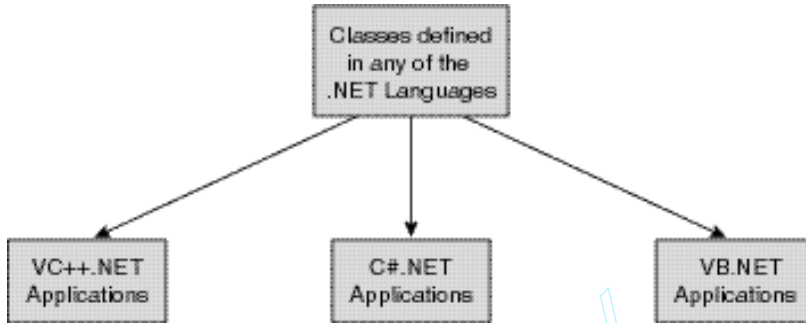 Classes defined
in any of the
.NET Languages
VC++.NET
Applications
C#.NET
Applications
VB.NET
Applications